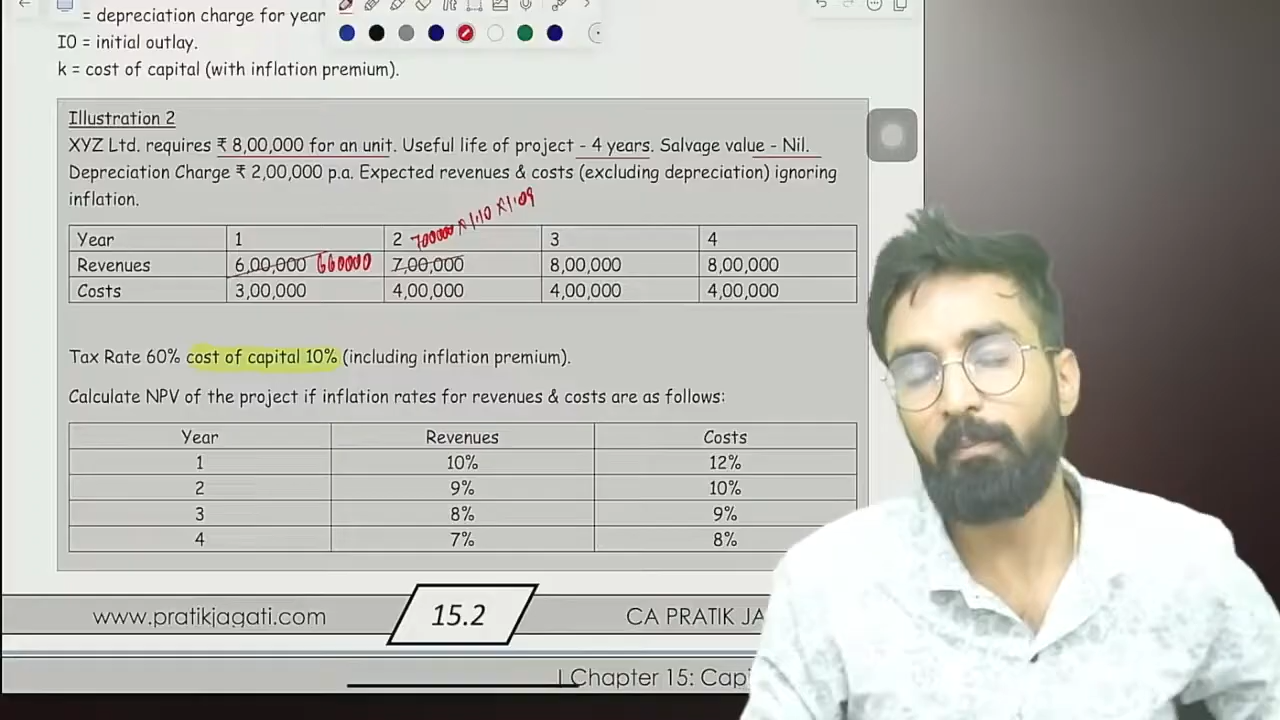 = depreciation charge for year
I0 = initial outlay.
k = cost of capital (with inflation premium).
Illustration 2
XYZ Ltd. requires ₹ 8,00,000 for an unit. Useful life of project - 4 years. Salvage value - Nil.
Depreciation Charge ₹ 2,00,000 p.a. Expected revenues & costs (excluding depreciation) ignoring
inflation.
700000 x 1.10 x 1.09
Year 1 2 3 4
Revenues 6,00,000 660000 7,00,000 8,00,000 8,00,000
Costs 3,00,000 4,00,000 4,00,000 4,00,000
Tax Rate 60% cost of capital 10% (including inflation premium).
Calculate NPV of the project if inflation rates for revenues & costs are as follows:
Year Revenues Costs
1 10% 12%
2 9% 10%
3 8% 9%
4 7% 8%
www.pratikjagati.com 15.2 CA PRATIK JA
| Chapter 15: Cap